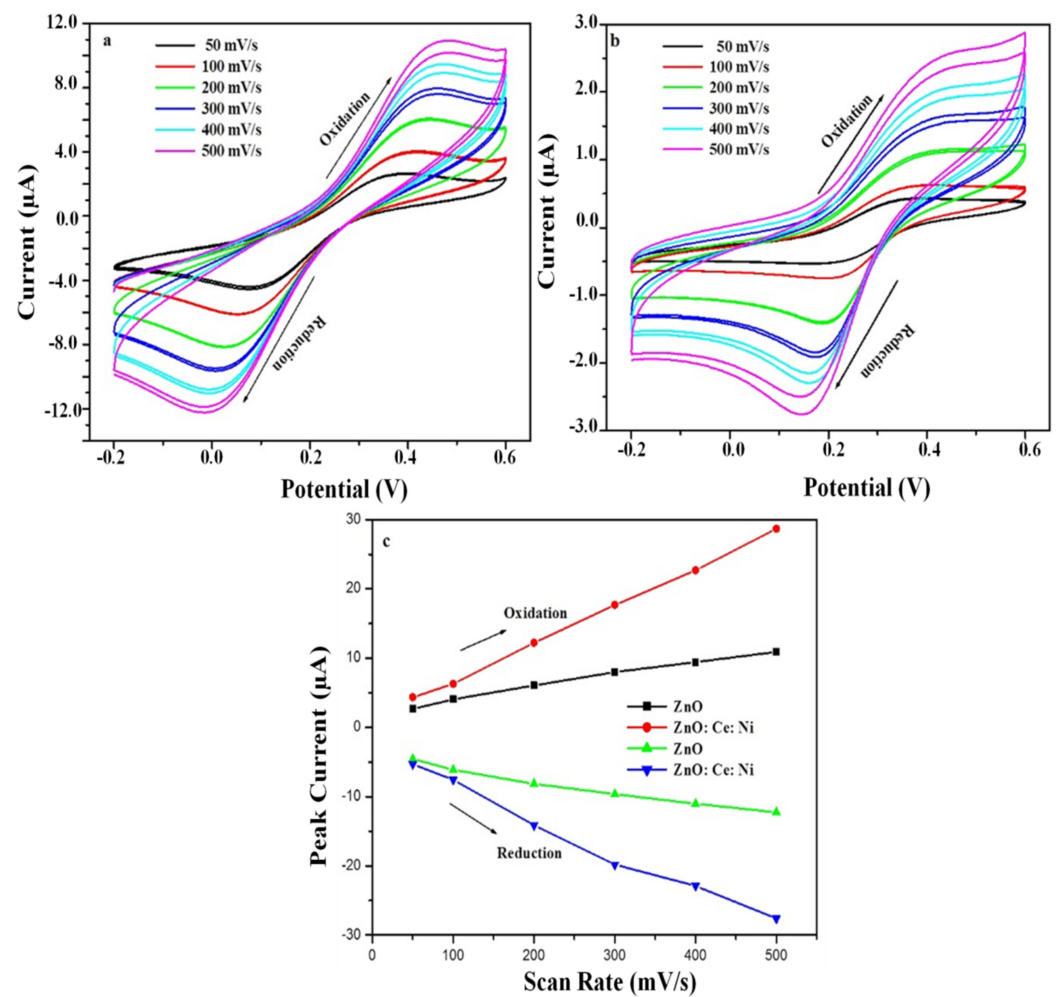 a
50 mV/s
100 mV/s
200 mV/s
300 mV/s
400 mV/s
500 mV/s
Oxidation
Reduction
12.0
8.0
4.0
0.0
-4.0
-8.0
-12.0
Current (µA)
-0.2 0.0 0.2 0.4 0.6
Potential (V)
b
50 mV/s
100 mV/s
200 mV/s
300 mV/s
400 mV/s
500 mV/s
Oxidation
Reduction
3.0
2.0
1.0
0.0
-1.0
-2.0
-3.0
Current (µA)
-0.2 0.0 0.2 0.4 0.6
Potential (V)
c
Oxidation
ZnO
ZnO: Ce: Ni
ZnO
ZnO: Ce: Ni
Reduction
30
20
10
0
-10
-20
-30
Peak Current (µA)
0 100 200 300 400 500
Scan Rate (mV/s)